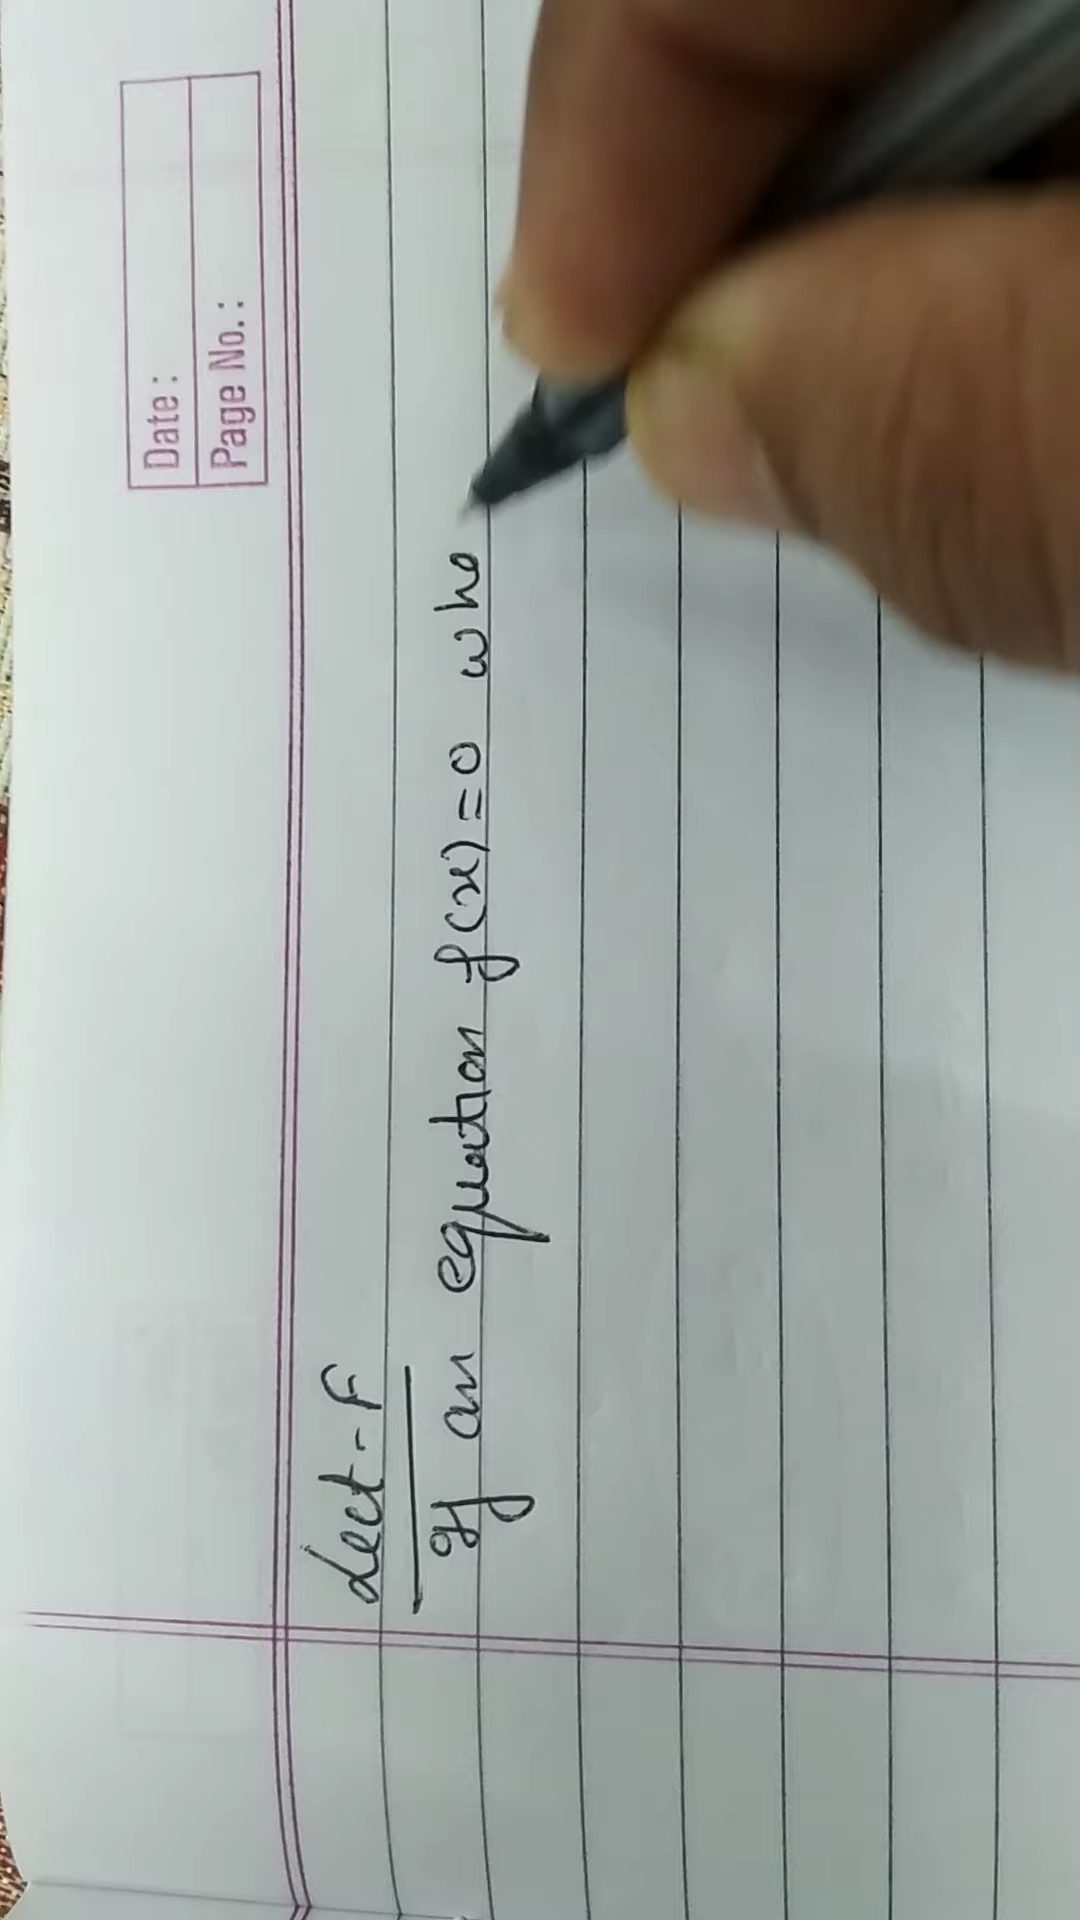 Date :
Page No. :
Lect - F
If an equation f(x) = 0 who